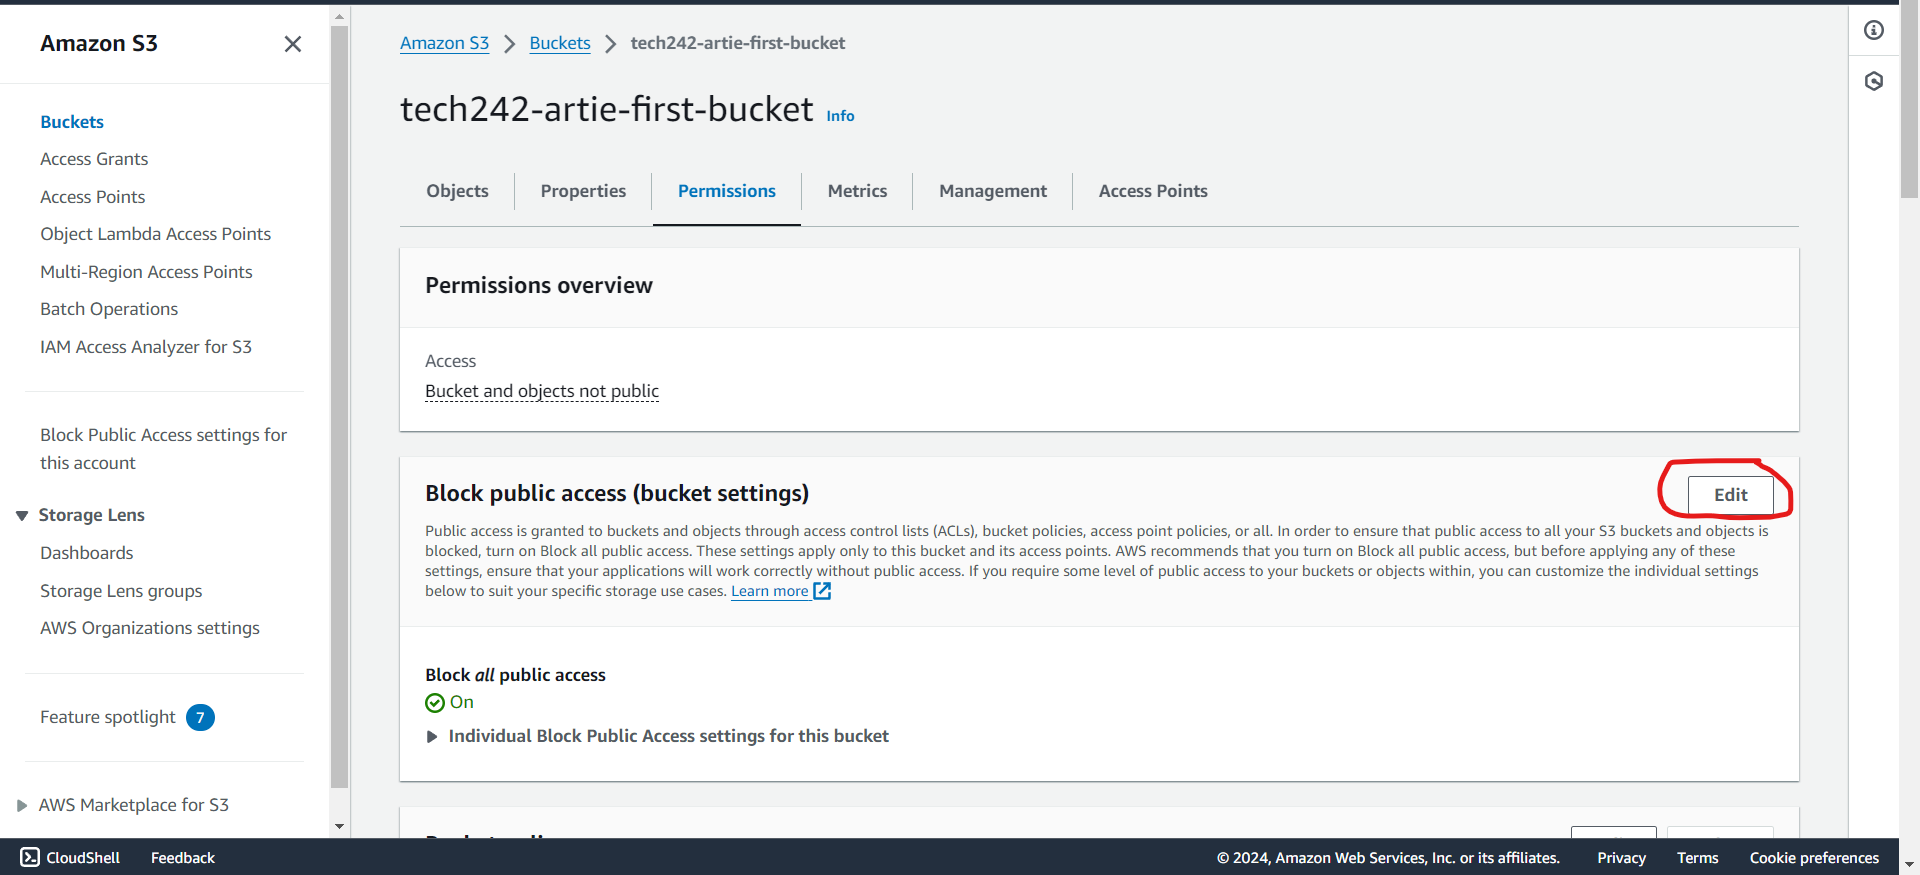 Amazon S3
Buckets
Access Grants
Access Points
Object Lambda Access Points
Multi-Region Access Points
Batch Operations
IAM Access Analyzer for S3
Block Public Access settings for
this account
Storage Lens
Dashboards
Storage Lens groups
AWS Organizations settings
Feature spotlight 7
AWS Marketplace for S3
Amazon S3 > Buckets > tech242-artie-first-bucket
tech242-artie-first-bucket Info
Objects Properties Permissions Metrics Management Access Points
Permissions overview
Access
Bucket and objects not public
Block public access (bucket settings)
Edit
Public access is granted to buckets and objects through access control lists (ACLs), bucket policies, access point policies, or all. In order to ensure that public access to all your S3 buckets and objects is
blocked, turn on Block all public access. These settings apply only to this bucket and its access points. AWS recommends that you turn on Block all public access, but before applying any of these
settings, ensure that your applications will work correctly without public access. If you require some level of public access to your buckets or objects within, you can customize the individual settings
below to suit your specific storage use cases. Learn more
Block all public access
On
Individual Block Public Access settings for this bucket
CloudShell Feedback © 2024, Amazon Web Services, Inc. or its affiliates. Privacy Terms Cookie preferences